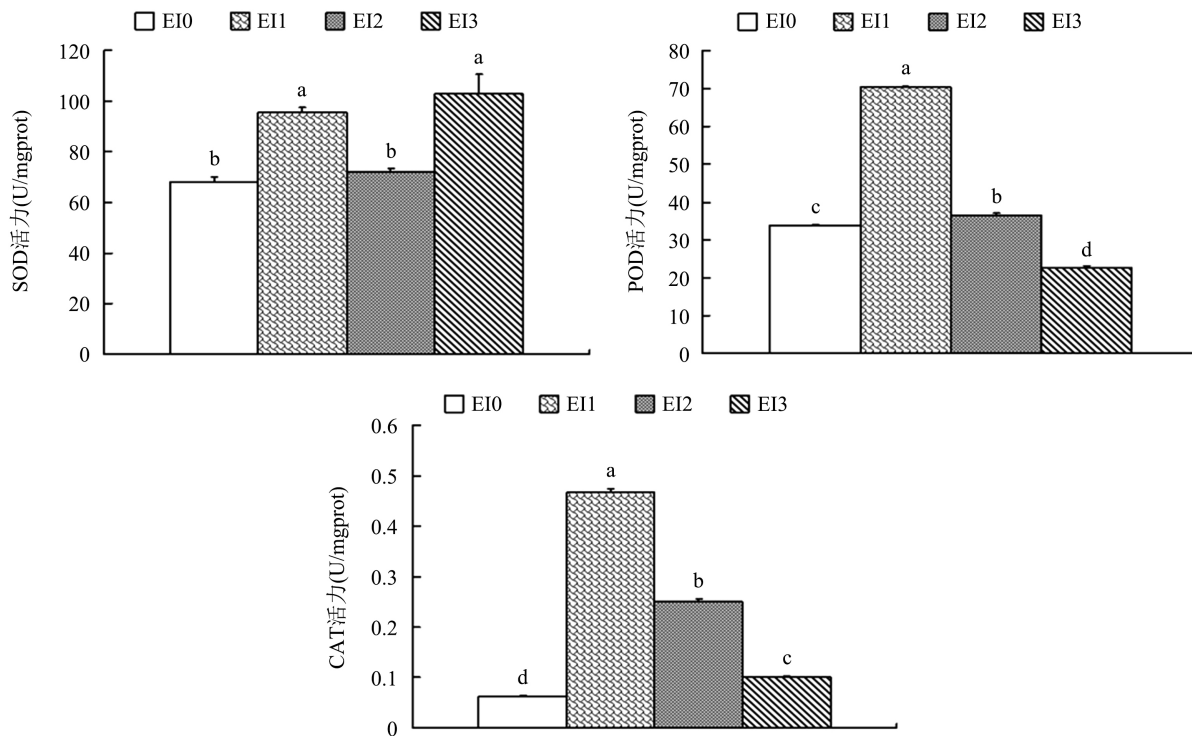 EI0 EI1 EI2 EI3
SOD活力(U/mgprot)
120
100
80
60
40
20
0
b
a
b
a
EI0 EI1 EI2 EI3
POD活力(U/mgprot)
80
70
60
50
40
30
20
10
0
c
a
b
d
EI0 EI1 EI2 EI3
CAT活力(U/mgprot)
0.6
0.5
0.4
0.3
0.2
0.1
0
d
a
b
c